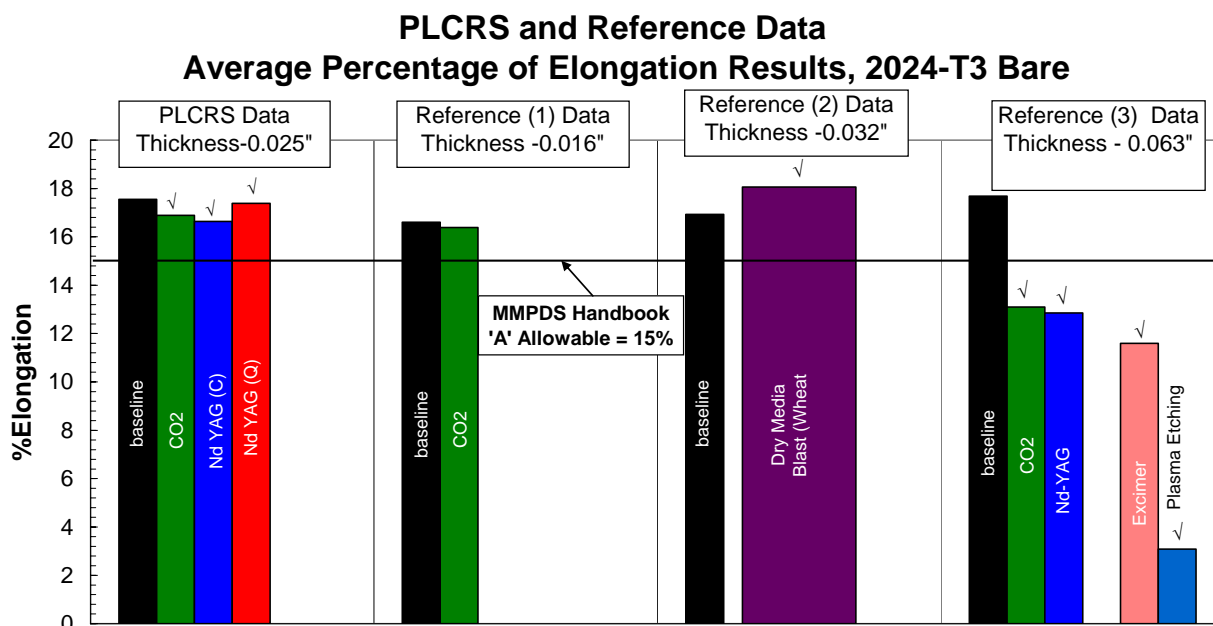 PLCRS and Reference Data
Average Percentage of Elongation Results, 2024-T3 Bare
PLCRS Data
Thickness-0.025"
Reference (1) Data
Thickness -0.016"
Reference (2) Data
Thickness -0.032"
Reference (3) Data
Thickness - 0.063"
%Elongation
20
18
16
14
12
10
8
6
4
2
0
√
√
√
√
√
√
√
√
MMPDS Handbook
'A' Allowable = 15%
baseline
CO2
Nd YAG (C)
Nd YAG (Q)
baseline
CO2
baseline
Dry Media
Blast (Wheat
baseline
CO2
Nd-YAG
Excimer
Plasma Etching